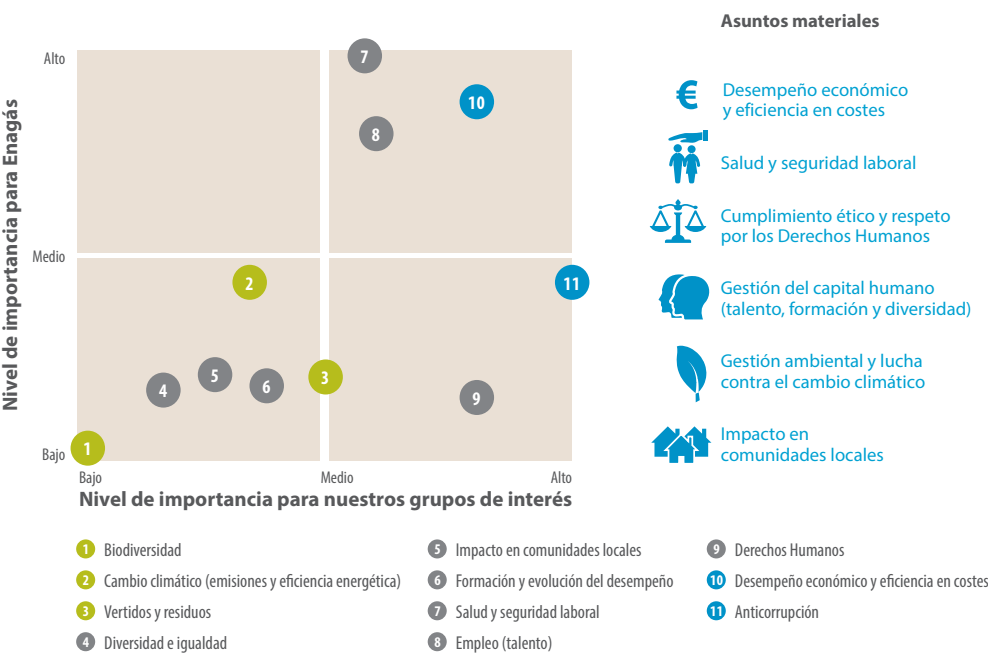 Asuntos materiales
Nivel de importancia para Enagás
Alto
Medio
Bajo
7
10
8
2
11
5
3
6
4
9
1
Bajo
Medio
Alto
Nivel de importancia para nuestros grupos de interés
€
Desempeño económico
y eficiencia en costes
Salud y seguridad laboral
Cumplimiento ético y respeto
por los Derechos Humanos
Gestión del capital humano
(talento, formación y diversidad)
Gestión ambiental y lucha
contra el cambio climático
Impacto en
comunidades locales
1 Biodiversidad
2 Cambio climático (emisiones y eficiencia energética)
3 Vertidos y residuos
4 Diversidad e igualdad
5 Impacto en comunidades locales
6 Formación y evolución del desempeño
7 Salud y seguridad laboral
8 Empleo (talento)
9 Derechos Humanos
10 Desempeño económico y eficiencia en costes
11 Anticorrupción